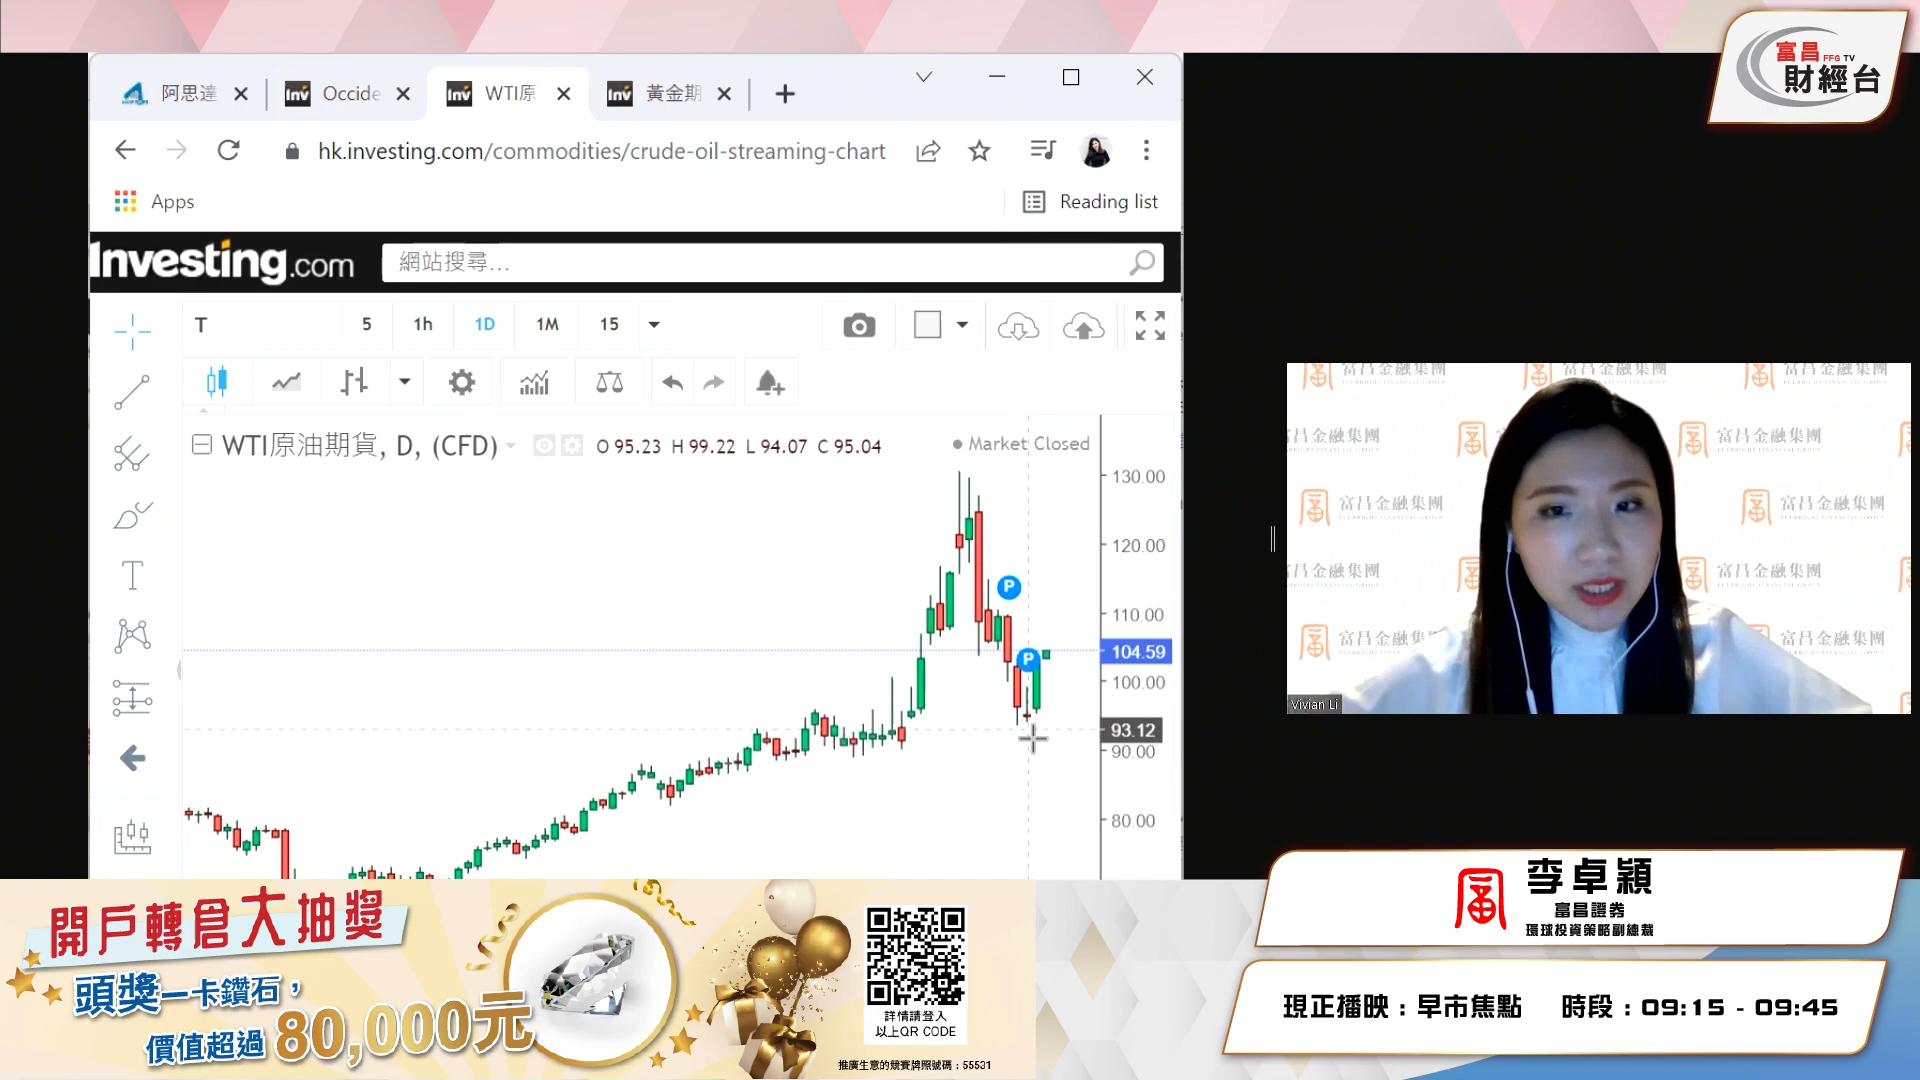 富昌 FFG TV
財經台
阿思達
Occide
WTI原
黃金期
hk.investing.com/commodities/crude-oil-streaming-chart
Apps
Reading list
Investing.com
網站搜尋...
T 5 1h 1D 1M 15
WTI原油期貨, D, (CFD) O 95.23 H 99.22 L 94.07 C 95.04
Market Closed
130.00
120.00
110.00
104.59
100.00
93.12
90.00
80.00
P
P
富昌金融集團
Vivian Li
李卓穎
富昌證券
環球投資策略副總裁
現正播映：早市焦點 時段：09:15 - 09:45
開戶轉倉大抽獎
頭獎一卡鑽石，
價值超過80,000元
詳情請登入
以上QR CODE
推廣生意的競賽牌照號碼：55531